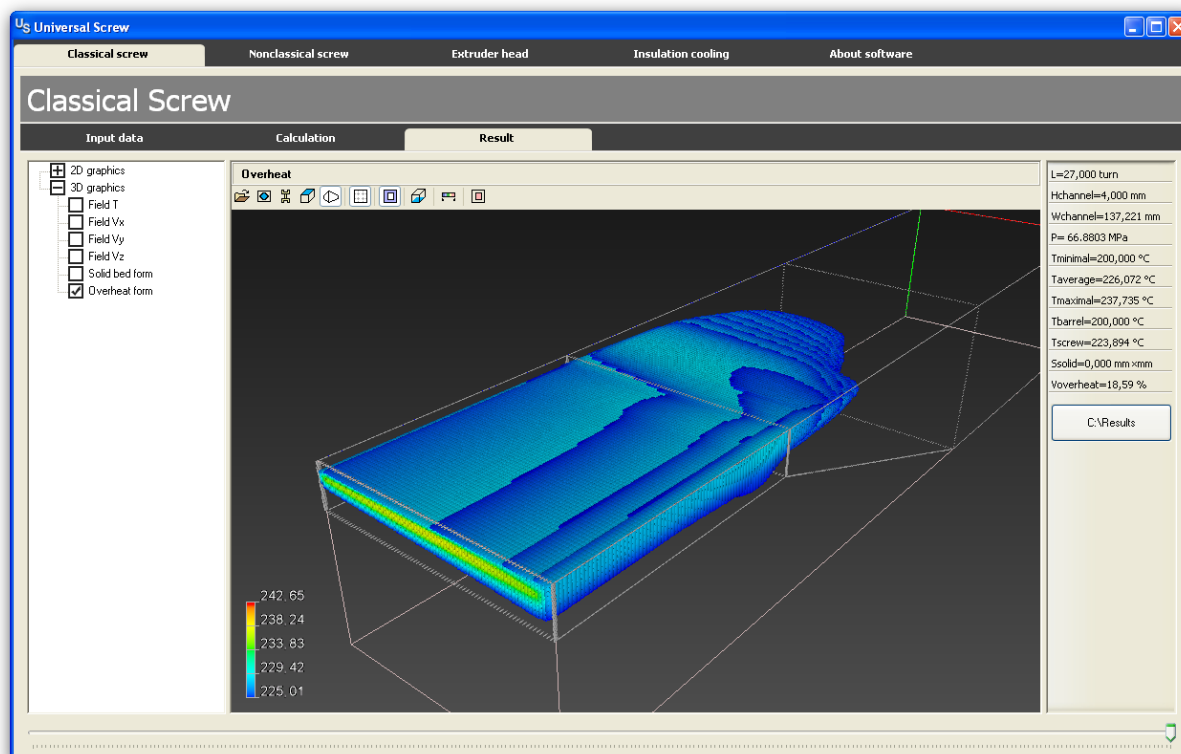 US Universal Screw
Classical screw Nonclassical screw Extruder head Insulation cooling About software
Classical Screw
Input data Calculation Result
2D graphics
3D graphics
Field T
Field Vx
Field Vy
Field Vz
Solid bed form
Overheat form
Overheat
242.65
238.24
233.83
229.42
225.01
L=27,000 turn
Hchannel=4,000 mm
Wchannel=137,221 mm
P= 66.8803 MPa
Tminimal=200,000 °C
Taverage=226,072 °C
Tmaximal=237,735 °C
Tbarrel=200,000 °C
Tscrew=223,894 °C
Ssolid=0,000 mm×mm
Voverheat=18,59 %
C:\Results